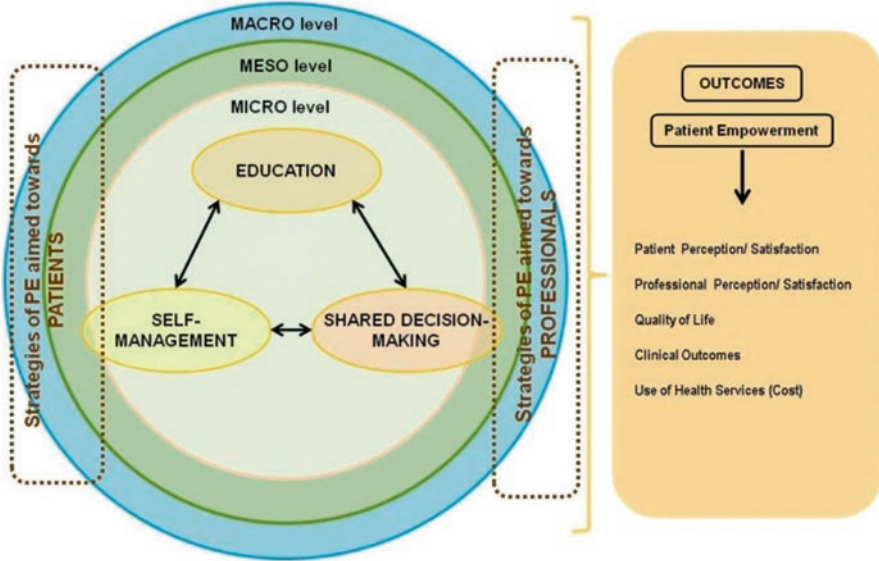 MACRO level
MESO level
MICRO level
EDUCATION
SELF-
MANAGEMENT
SHARED DECISION-
MAKING
Strategies of PE aimed towards
PATIENTS
Strategies of PE aimed towards
PROFESSIONALS
OUTCOMES
Patient Empowerment
Patient Perception/ Satisfaction
Professional Perception/ Satisfaction
Quality of Life
Clinical Outcomes
Use of Health Services (Cost)